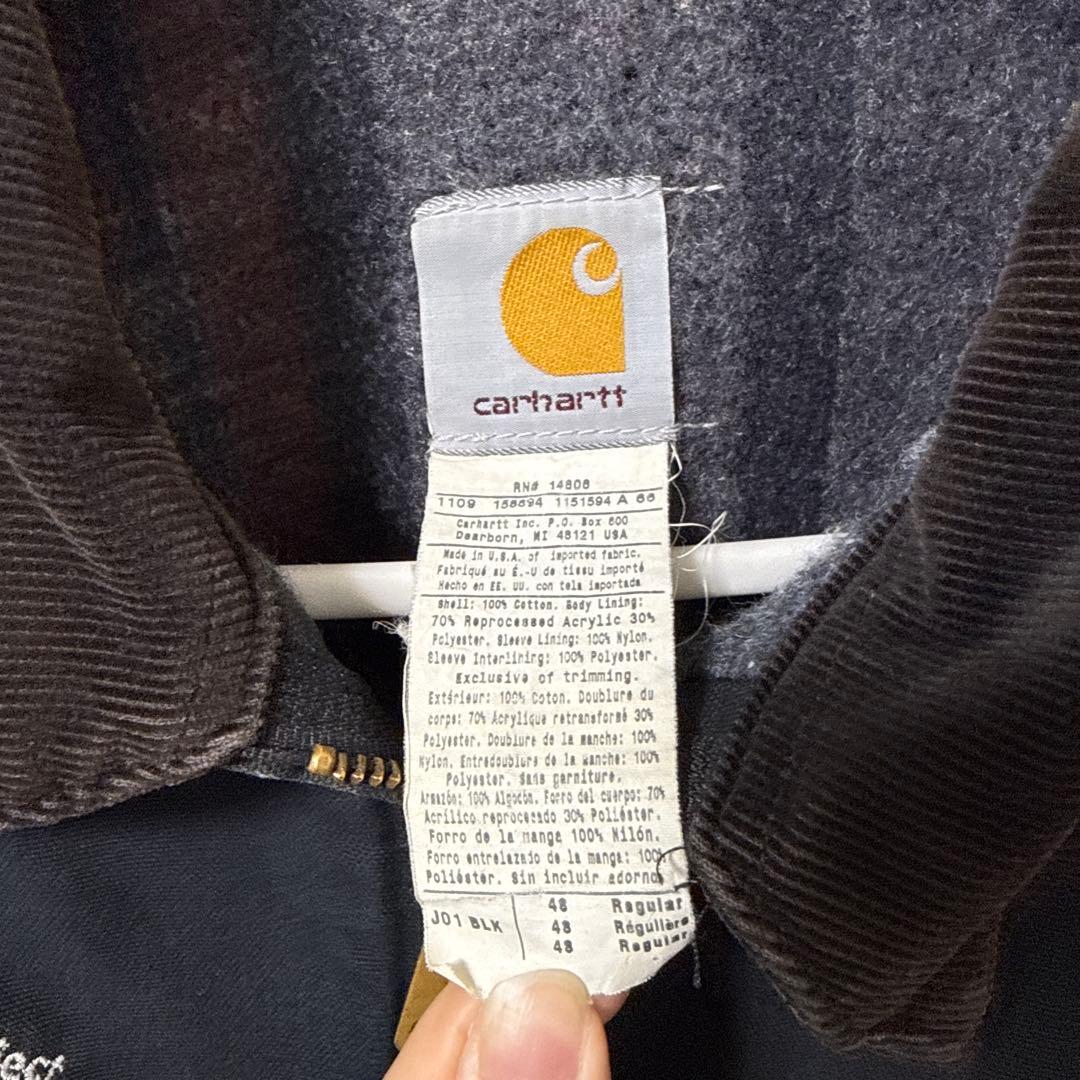 carhartt
RN# 14806
1109 158694 1151594 A 66
Carhartt Inc. P.O. Box 600
Dearborn, MI 48121 USA
Made in U.S.A. of imported fabric.
Fabriqué au É.-U de tissu importé
Hecho en EE. UU. con tela importada
Shell: 100% Cotton. Body Lining:
70% Reprocessed Acrylic 30%
Polyester. Sleeve Lining: 100% Nylon.
Sleeve Interlining: 100% Polyester.
Exclusive of trimming.
Extérieur: 100% Coton. Doublure du
corps: 70% Acrylique retransformé 30%
Polyester. Doublure de la manche: 100%
Nylon. Entredoublure de la manche: 100%
Polyester. Sans garniture.
Armazón: 100% Algodón. Forro del cuerpo: 70%
Acrílico reprocesado 30% Poliéster.
Forro de la manga 100% Nilón.
Forro entrelazado de la manga: 100%
Poliéster. Sin incluir adorno
J01 BLK
48 Regular
48 Régulière
48 Regular